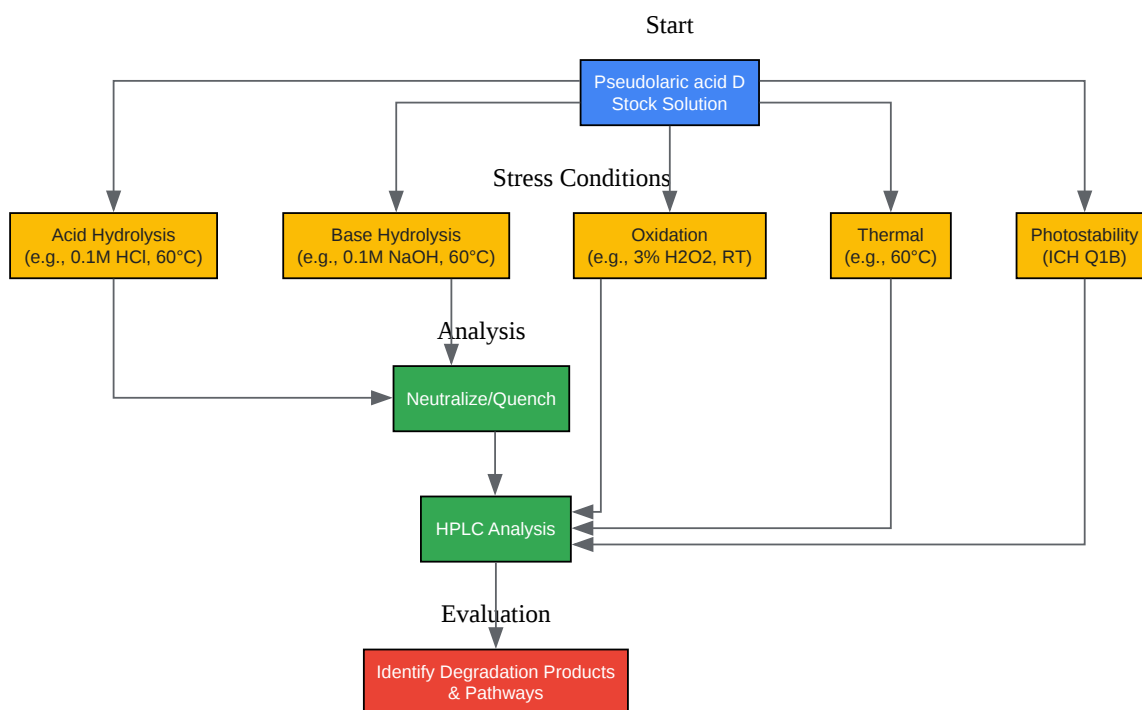 Start
Pseudolaric acid D
Stock Solution
Stress Conditions
Acid Hydrolysis
(e.g., 0.1M HCl, 60°C)
Base Hydrolysis
(e.g., 0.1M NaOH, 60°C)
Oxidation
(e.g., 3% H2O2, RT)
Thermal
(e.g., 60°C)
Photostability
(ICH Q1B)
Analysis
Neutralize/Quench
HPLC Analysis
Evaluation
Identify Degradation Products
& Pathways